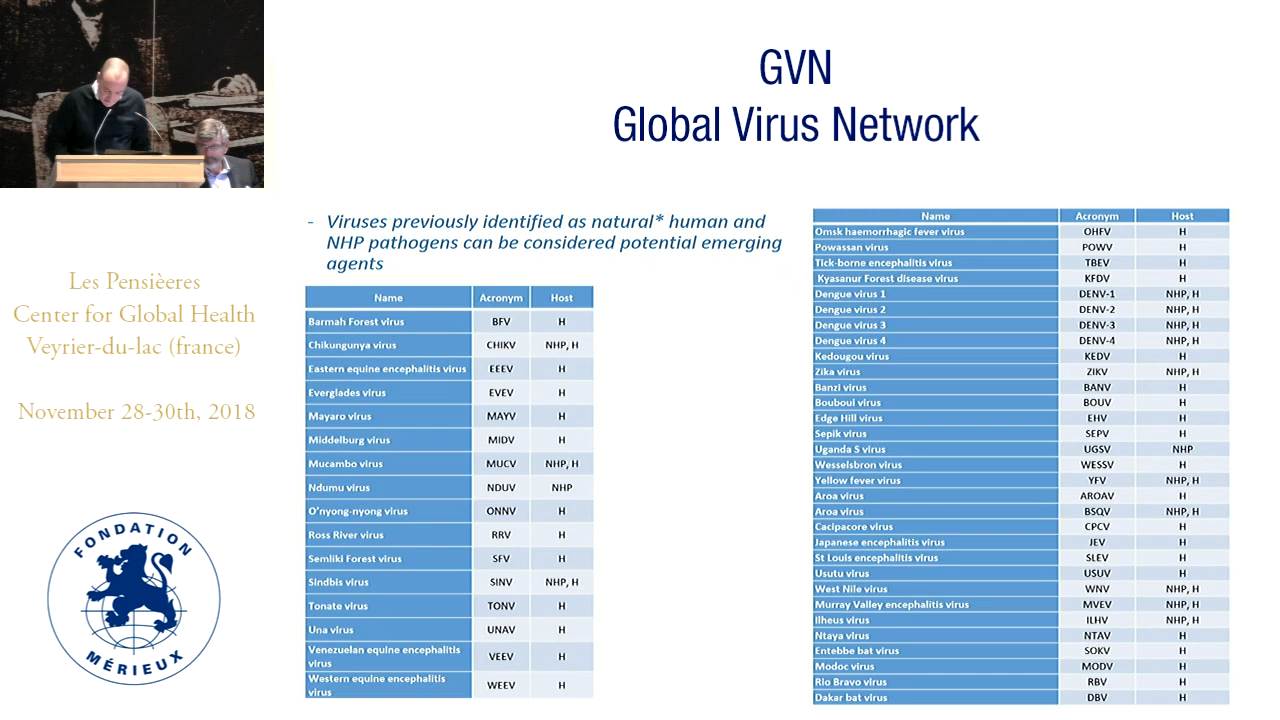 GVN
Global Virus Network
Les Pensièeres
Center for Global Health
Veyrier-du-lac (france)
November 28-30th, 2018
FONDATION
MÉRIEUX
- Viruses previously identified as natural* human and
NHP pathogens can be considered potential emerging
agents
Name Acronym Host
Barmah Forest virus BFV H
Chikungunya virus CHIKV NHP, H
Eastern equine encephalitis virus EEEV H
Everglades virus EVEV H
Mayaro virus MAYV H
Middelburg virus MIDV H
Mucambo virus MUCV NHP, H
Ndumu virus NDUV NHP
O'nyong-nyong virus ONNV H
Ross River virus RRV H
Semliki Forest virus SFV H
Sindbis virus SINV NHP, H
Tonate virus TONV H
Una virus UNAV H
Venezuelan equine encephalitis
virus VEEV H
Western equine encephalitis
virus WEEV H
Name Acronym Host
Omsk haemorrhagic fever virus OHFV H
Powassan virus POWV H
Tick-borne encephalitis virus TBEV H
Kyasanur Forest disease virus KFDV H
Dengue virus 1 DENV-1 NHP, H
Dengue virus 2 DENV-2 NHP, H
Dengue virus 3 DENV-3 NHP, H
Dengue virus 4 DENV-4 NHP, H
Kedougou virus KEDV H
Zika virus ZIKV NHP, H
Banzi virus BANV H
Bouboui virus BOUV H
Edge Hill virus EHV H
Sepik virus SEPV H
Uganda S virus UGSV NHP
Wesselsbron virus WESSV H
Yellow fever virus YFV NHP, H
Aroa virus AROAV H
Aroa virus BSQV NHP, H
Cacipacore virus CPCV H
Japanese encephalitis virus JEV H
St Louis encephalitis virus SLEV H
Usutu virus USUV H
West Nile virus WNV NHP, H
Murray Valley encephalitis virus MVEV NHP, H
Ilheus virus ILHV NHP, H
Ntaya virus NTAV H
Entebbe bat virus SOKV H
Modoc virus MODV H
Rio Bravo virus RBV H
Dakar bat virus DBV H